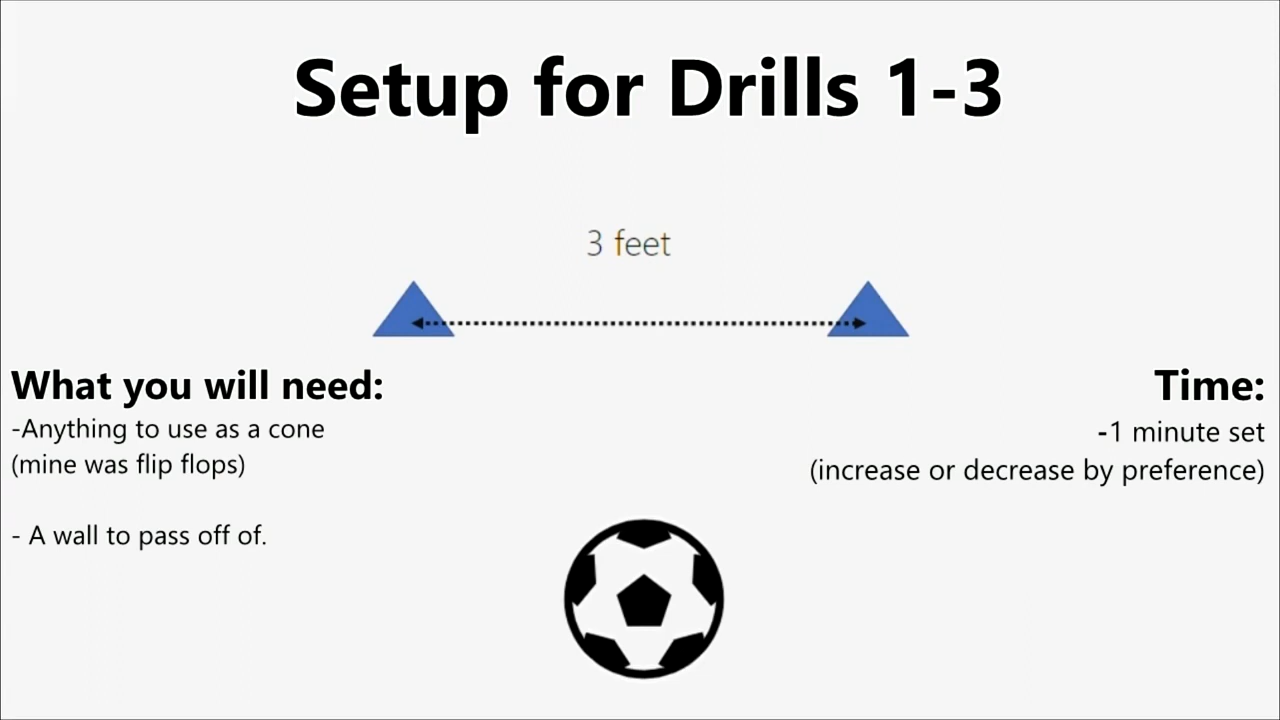 Setup for Drills 1-3
3 feet
What you will need:
-Anything to use as a cone
(mine was flip flops)
- A wall to pass off of.
Time:
-1 minute set
(increase or decrease by preference)